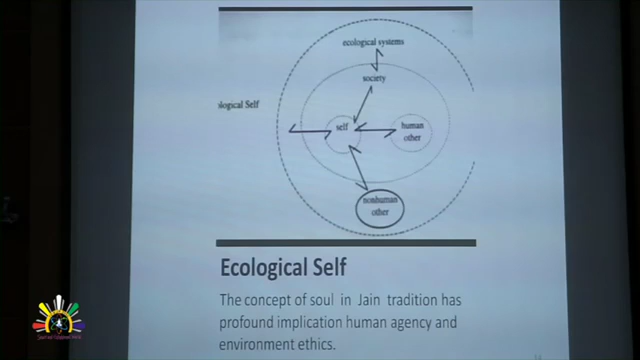 ecological systems
society
ological Self
self
human
other
nonhuman
other
Ecological Self
The concept of soul in Jain tradition has
profound implication human agency and
environment ethics.